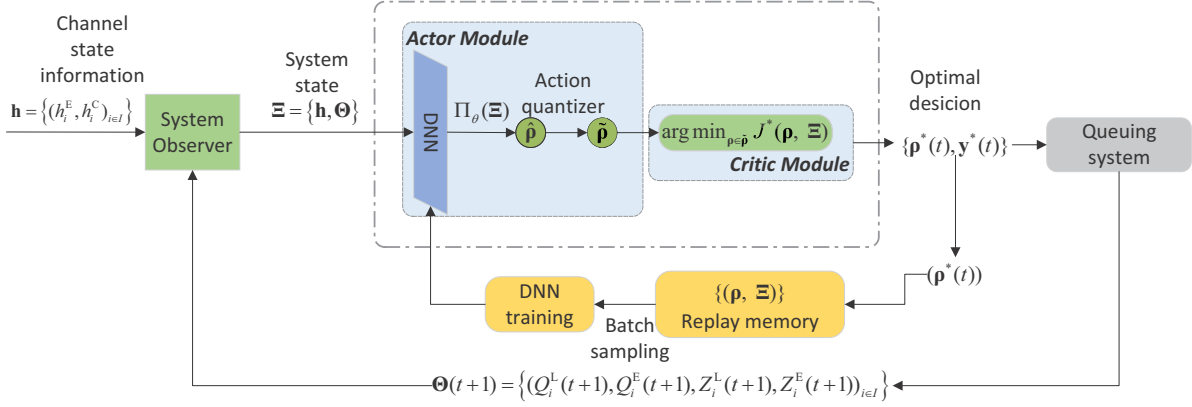 Channel
state
information
𝐡 = {(h_i^E, h_i^C)_{i∈I}}
System
Observer
System
state
𝚵 = {𝐡, 𝚯}
Actor Module
DNN
Π_θ(𝚵)
Action
quantizer
ρ̂
ρ̃
arg min_{ρ∈ρ̃} J^*(ρ, 𝚵)
Critic Module
Optimal
desicion
{ρ^*(t), 𝐲^*(t)}
Queuing
system
(ρ^*(t))
{(ρ, 𝚵)}
Replay memory
Batch
sampling
DNN
training
𝚯(t+1) = {(Q_i^L(t+1), Q_i^E(t+1), Z_i^L(t+1), Z_i^E(t+1))_{i∈I}}